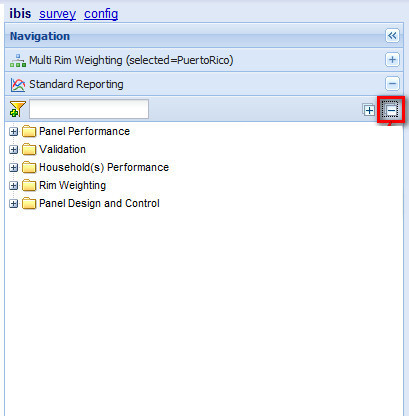 ibis survey config
Navigation
Multi Rim Weighting (selected=PuertoRico)
Standard Reporting
Panel Performance
Validation
Household(s) Performance
Rim Weighting
Panel Design and Control